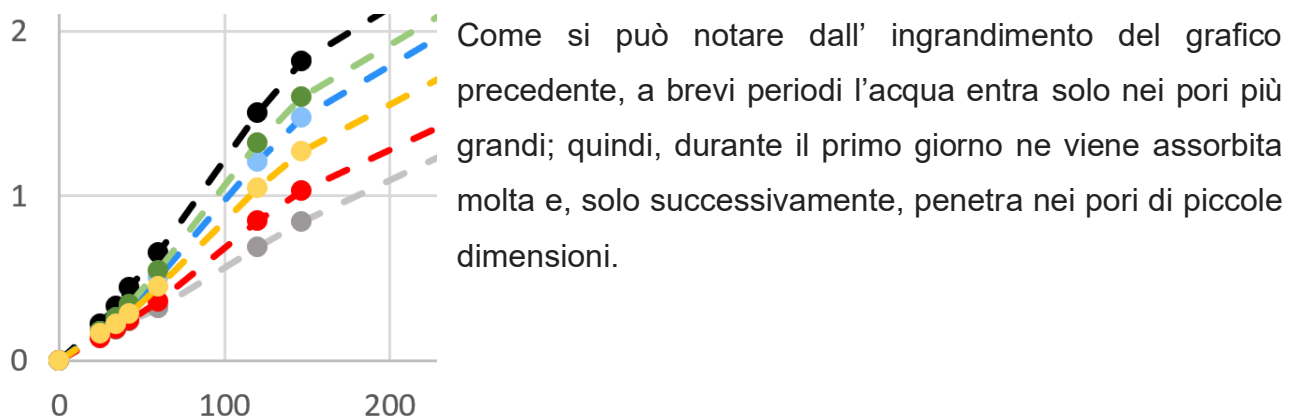 2
1
0
0 100 200
Come si può notare dall’ ingrandimento del grafico
precedente, a brevi periodi l’acqua entra solo nei pori più
grandi; quindi, durante il primo giorno ne viene assorbita
molta e, solo successivamente, penetra nei pori di piccole
dimensioni.